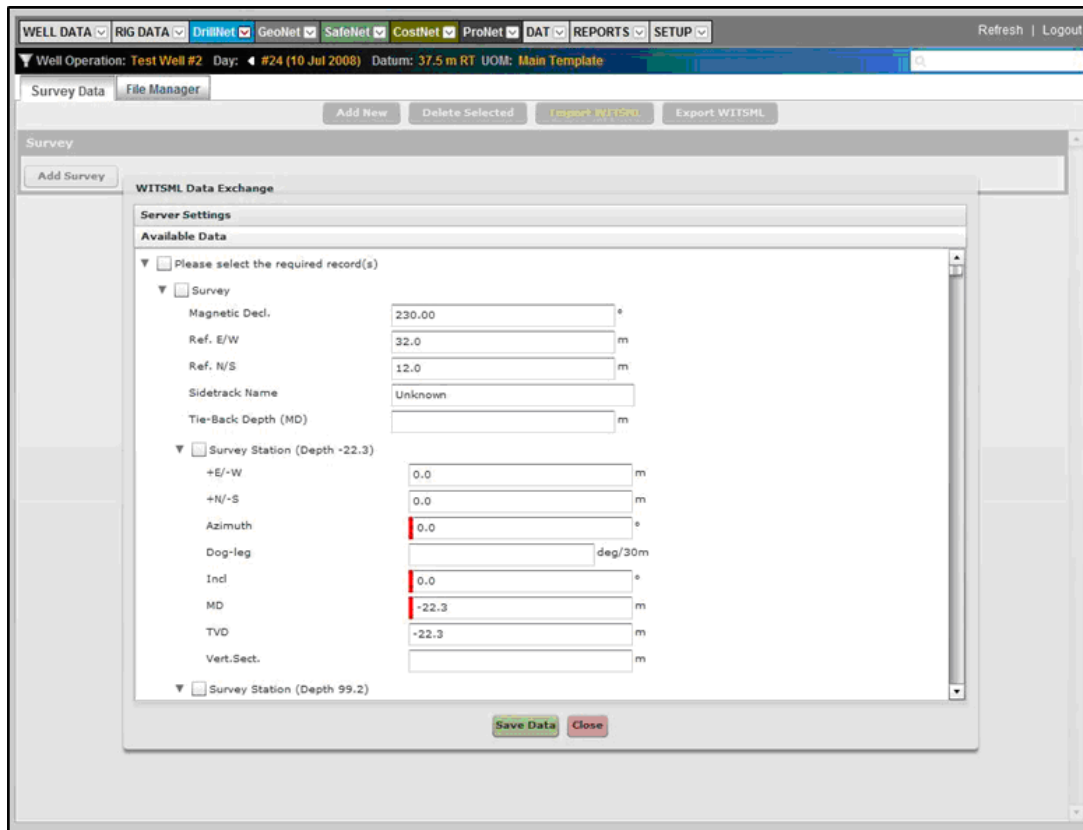 WELL DATA RIG DATA DrillNet GeoNet SafeNet CostNet ProNet DAT REPORTS SETUP Refresh | Logout
Well Operation: Test Well #2 Day: #24 (10 Jul 2008) Datum: 37.5 m RT UOM: Main Template
Survey Data File Manager
Add New Delete Selected Import WITSML Export WITSML
Survey
Add Survey
WITSML Data Exchange
Server Settings
Available Data
Please select the required record(s)
Survey
Magnetic Decl. 230.00 °
Ref. E/W 32.0 m
Ref. N/S 12.0 m
Sidetrack Name Unknown
Tie-Back Depth (MD) m
Survey Station (Depth -22.3)
+E/-W 0.0 m
+N/-S 0.0 m
Azimuth 0.0 °
Dog-leg deg/30m
Incl 0.0 °
MD -22.3 m
TVD -22.3 m
Vert.Sect. m
Survey Station (Depth 99.2)
Save Data Close